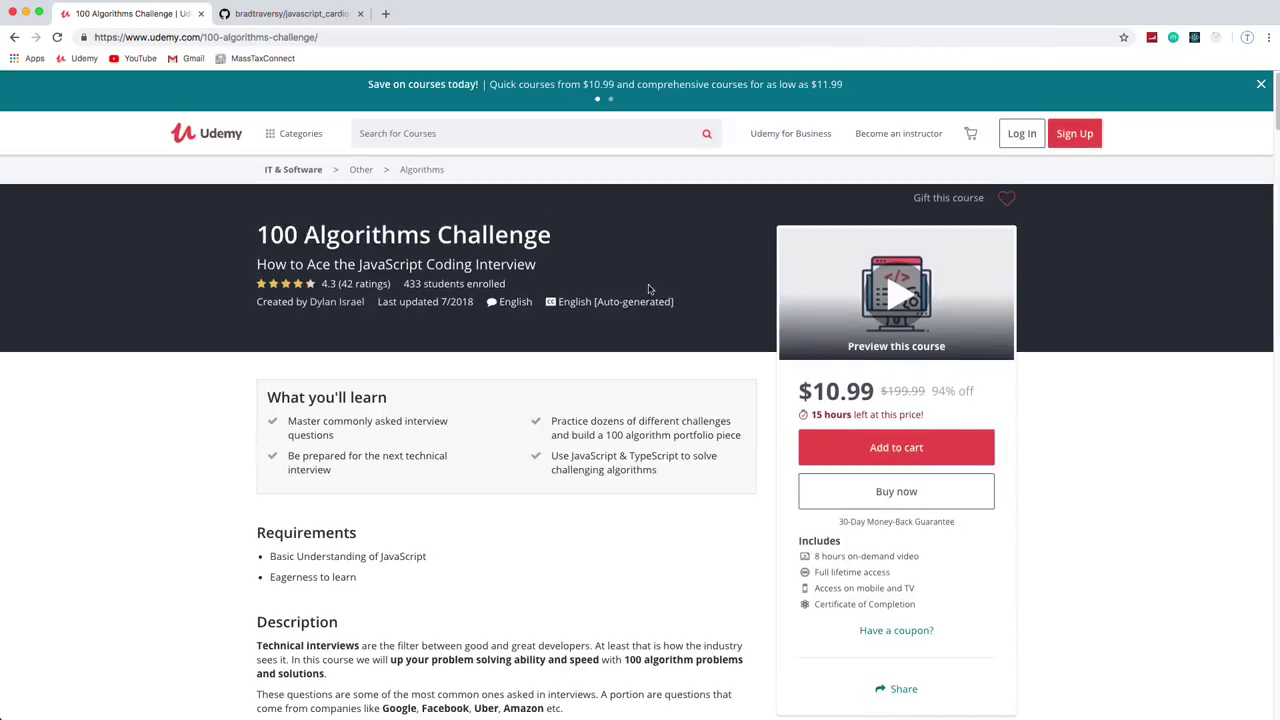 100 Algorithms Challenge | Ud
bradtraversy/javascript_cardio
https://www.udemy.com/100-algorithms-challenge/
Apps Udemy YouTube Gmail MassTaxConnect
Save on courses today! | Quick courses from $10.99 and comprehensive courses for as low as $11.99
Udemy Categories Search for Courses Udemy for Business Become an instructor Log In Sign Up
IT & Software > Other > Algorithms
Gift this course
100 Algorithms Challenge
How to Ace the JavaScript Coding Interview
4.3 (42 ratings) 433 students enrolled
Created by Dylan Israel Last updated 7/2018 English English [Auto-generated]
Preview this course
What you'll learn
Master commonly asked interview
questions
Practice dozens of different challenges
and build a 100 algorithm portfolio piece
Be prepared for the next technical
interview
Use JavaScript & TypeScript to solve
challenging algorithms
$10.99 $199.99 94% off
15 hours left at this price!
Add to cart
Buy now
30-Day Money-Back Guarantee
Includes
8 hours on-demand video
Full lifetime access
Access on mobile and TV
Certificate of Completion
Have a coupon?
Share
Requirements
• Basic Understanding of JavaScript
• Eagerness to learn
Description
Technical interviews are the filter between good and great developers. At least that is how the industry
sees it. In this course we will up your problem solving ability and speed with 100 algorithm problems
and solutions.
These questions are some of the most common ones asked in interviews. A portion are questions that
come from companies like Google, Facebook, Uber, Amazon etc.